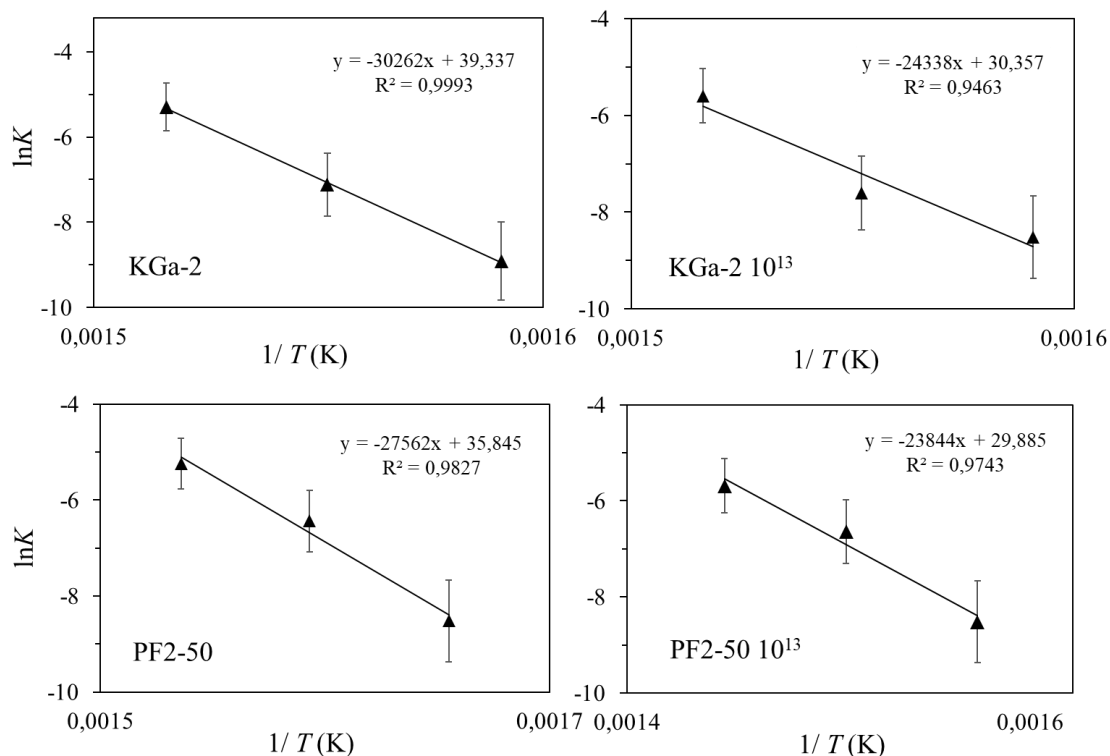 -4
-6
-8
-10
lnK
y = -30262x + 39,337
R² = 0,9993
KGa-2
0,0015
0,0016
1/ T (K)
-4
-6
-8
-10
y = -24338x + 30,357
R² = 0,9463
KGa-2 10¹³
0,0015
0,0016
1/ T (K)
-4
-6
-8
-10
lnK
y = -27562x + 35,845
R² = 0,9827
PF2-50
0,0015
0,0017
1/ T (K)
-4
-6
-8
-10
y = -23844x + 29,885
R² = 0,9743
PF2-50 10¹³
0,0014
0,0016
1/ T (K)